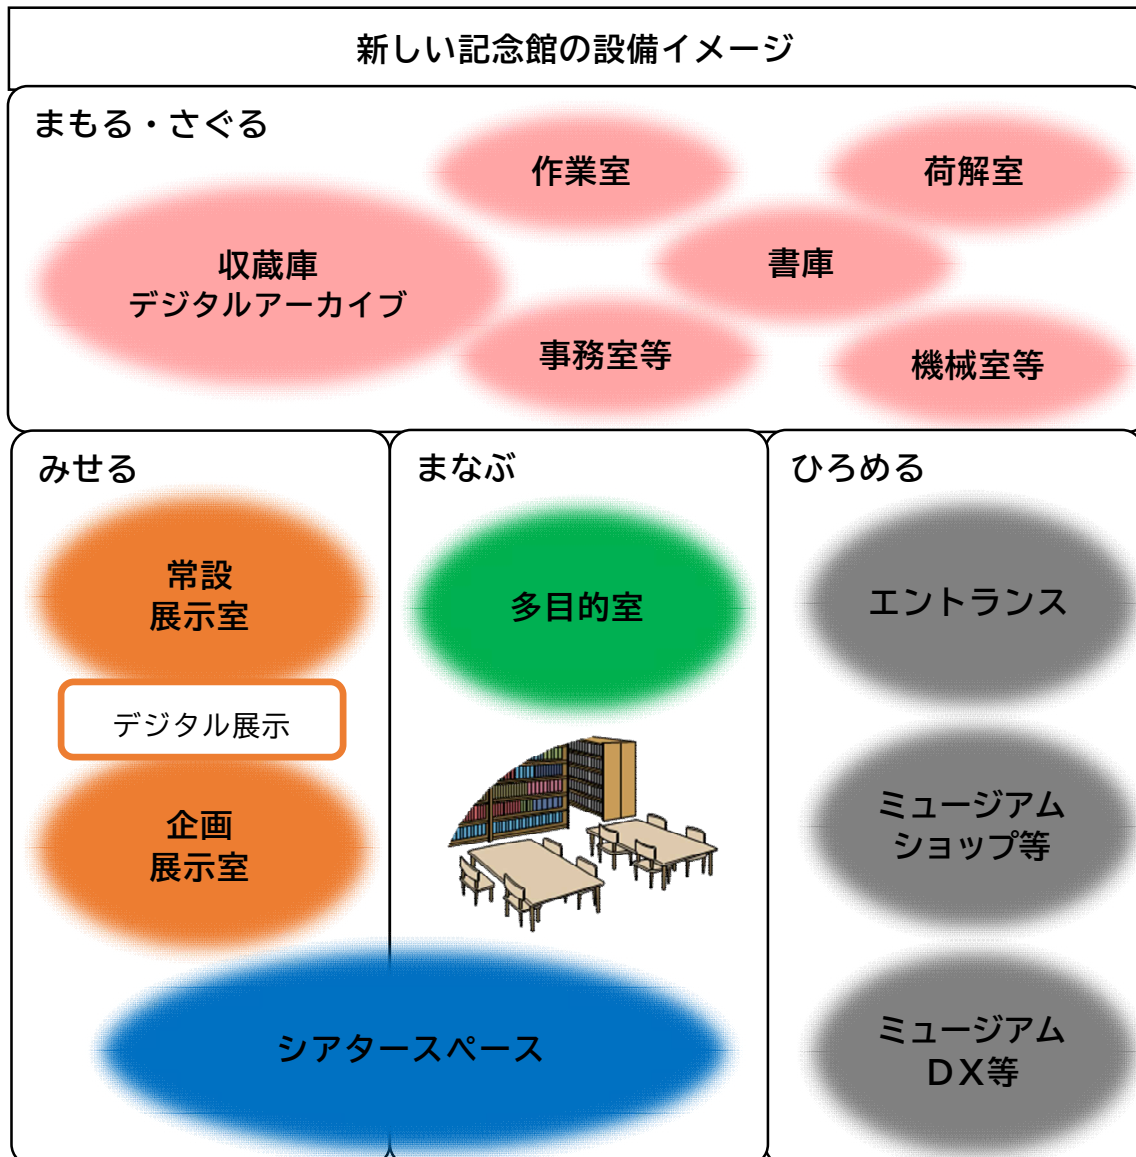 新しい記念館の設備イメージ
まもる・さぐる
作業室
荷解室
収蔵庫
デジタルアーカイブ
書庫
事務室等
機械室等
みせる
常設
展示室
デジタル展示
企画
展示室
まなぶ
多目的室
シアタースペース
ひろめる
エントランス
ミュージアム
ショップ等
ミュージアム
ＤＸ等